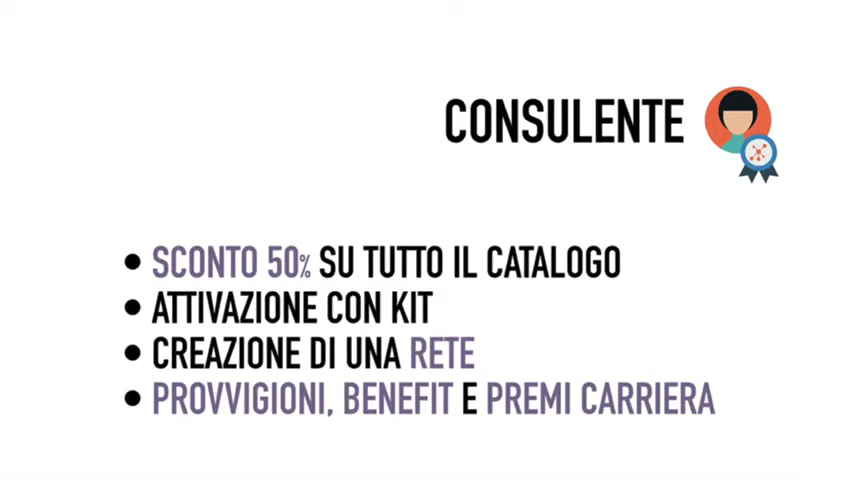 CONSULENTE
• SCONTO 50% SU TUTTO IL CATALOGO
• ATTIVAZIONE CON KIT
• CREAZIONE DI UNA RETE
• PROVVIGIONI, BENEFIT E PREMI CARRIERA